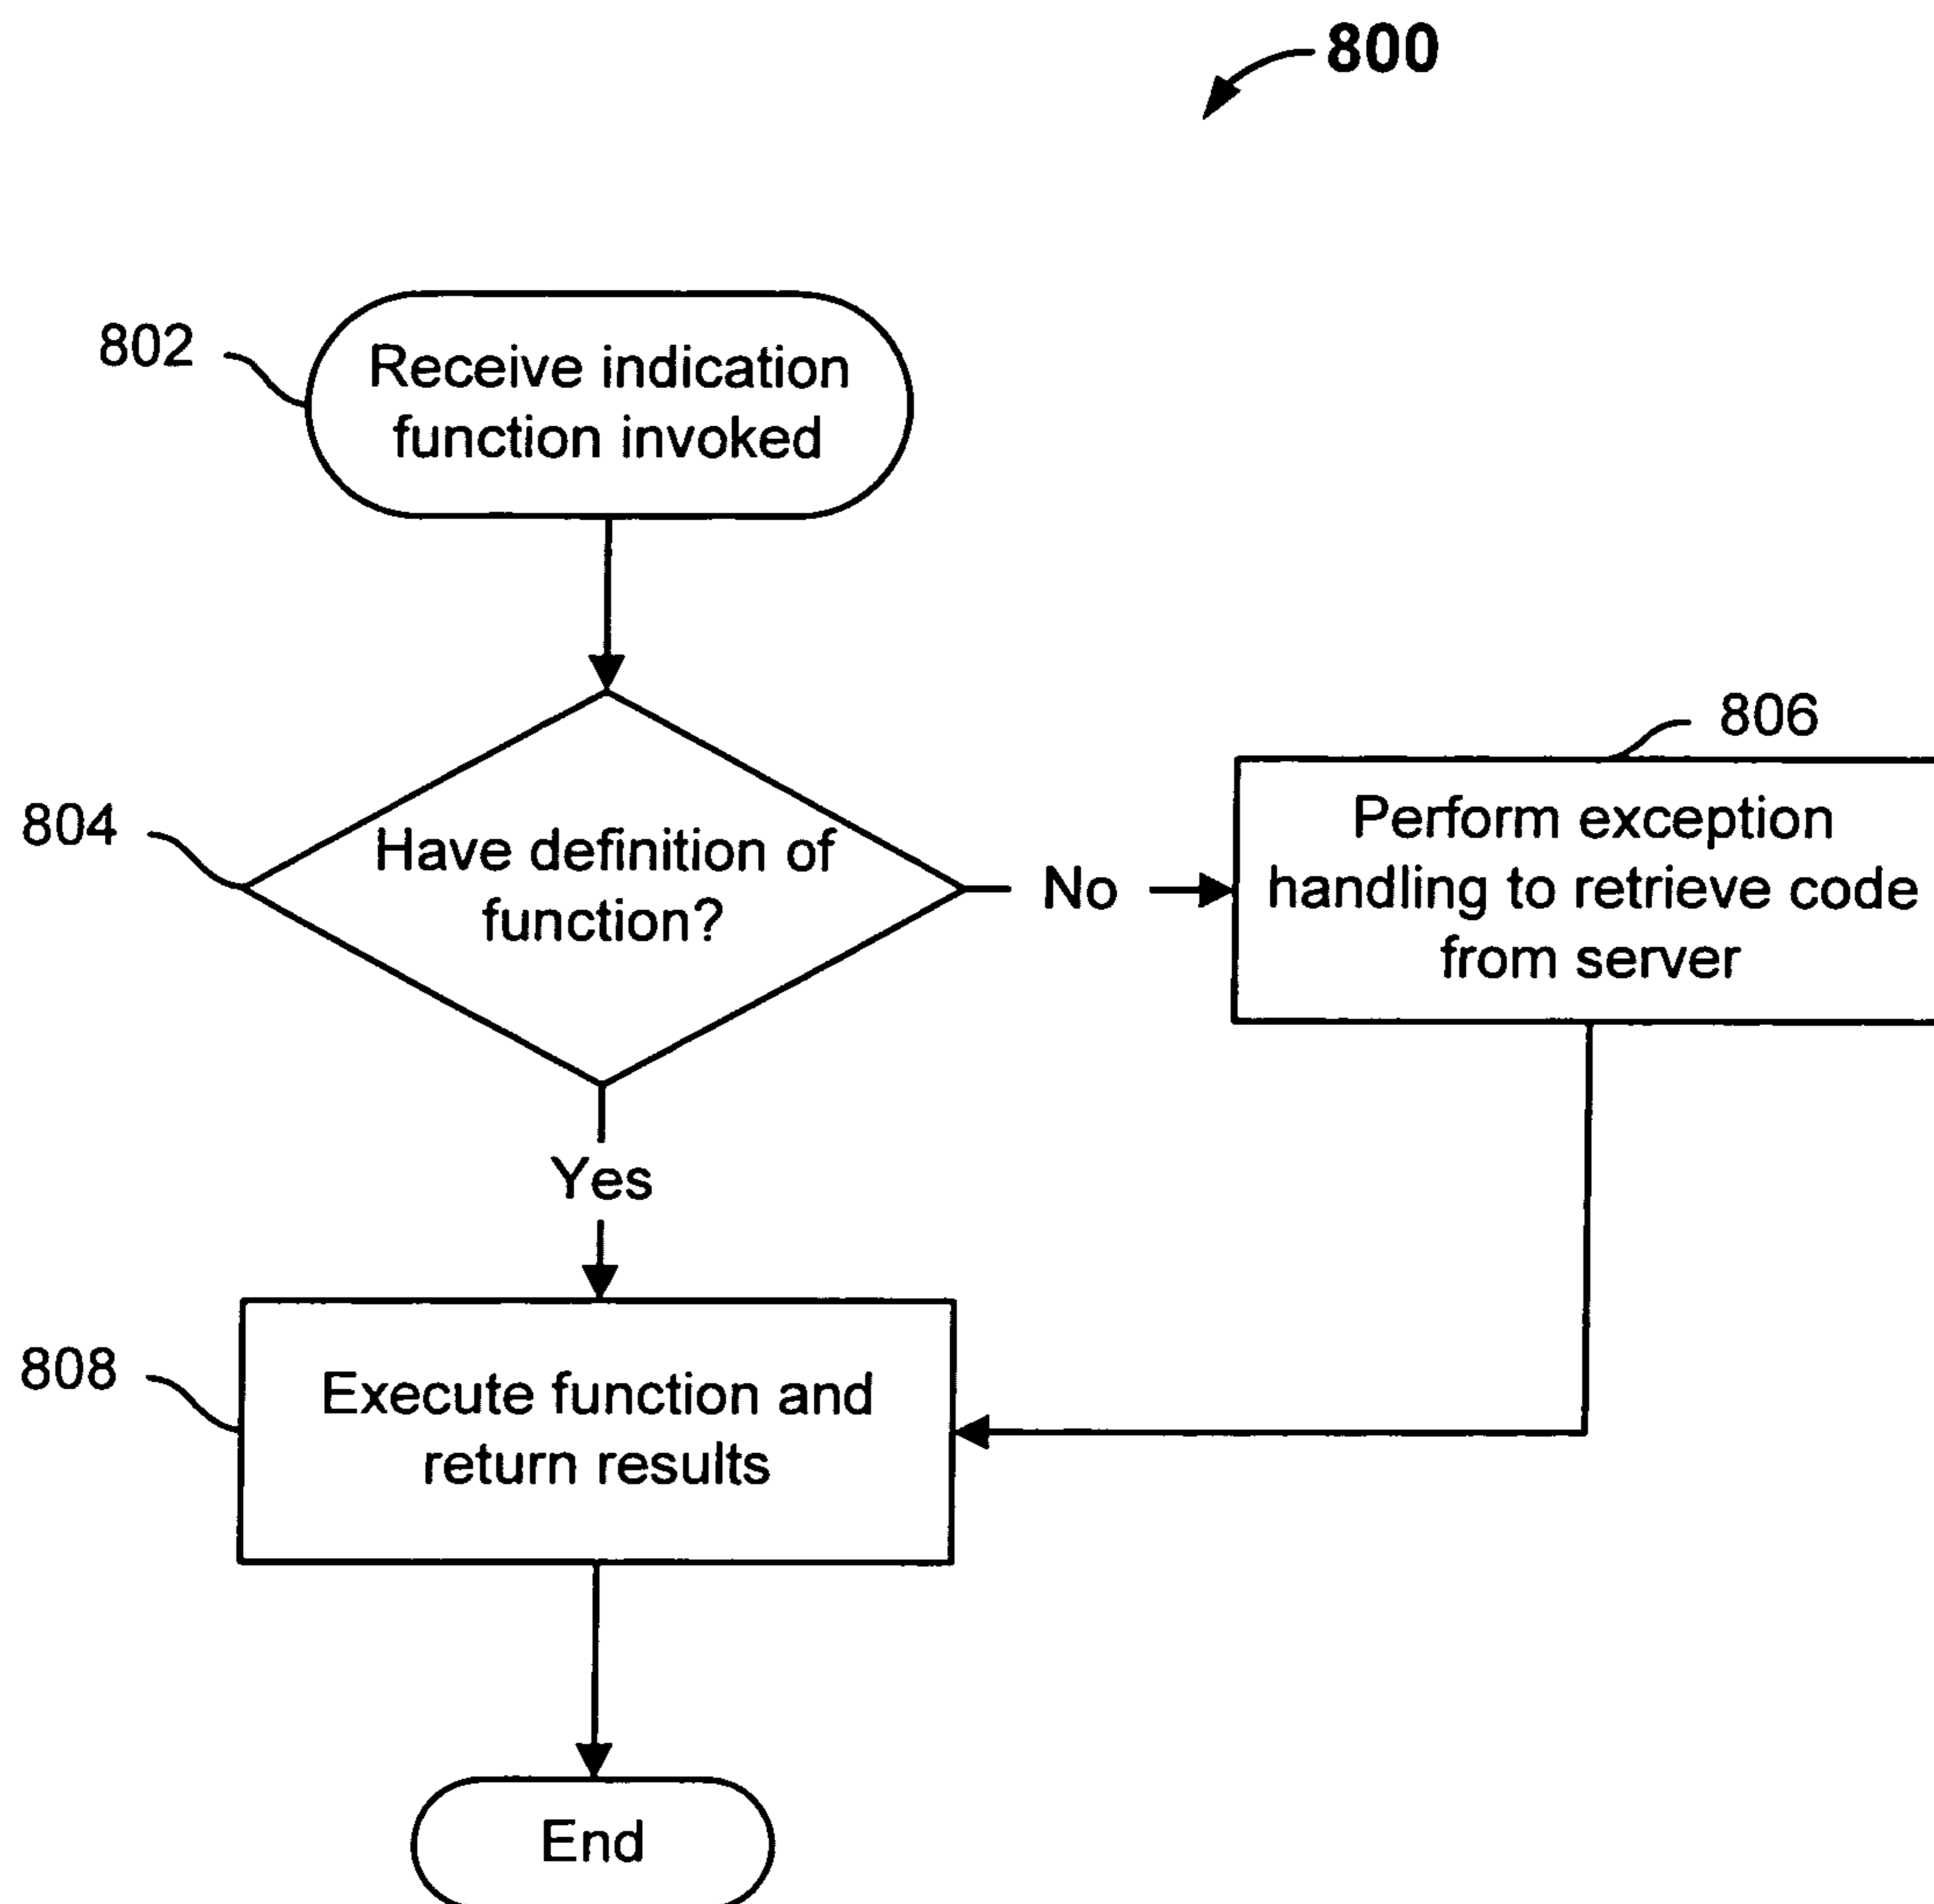 800
802
Receive indication
function invoked
804
Have definition of
function?
No
806
Perform exception
handling to retrieve code
from server
Yes
808
Execute function and
return results
End